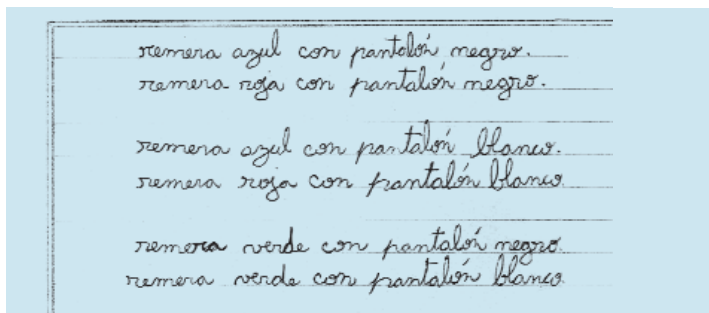 remera azul con pantalón negro.
remera roja con pantalón negro.
remera azul con pantalón blanco.
remera roja con pantalón blanco.
remera verde con pantalón negro.
remera verde con pantalón blanco.